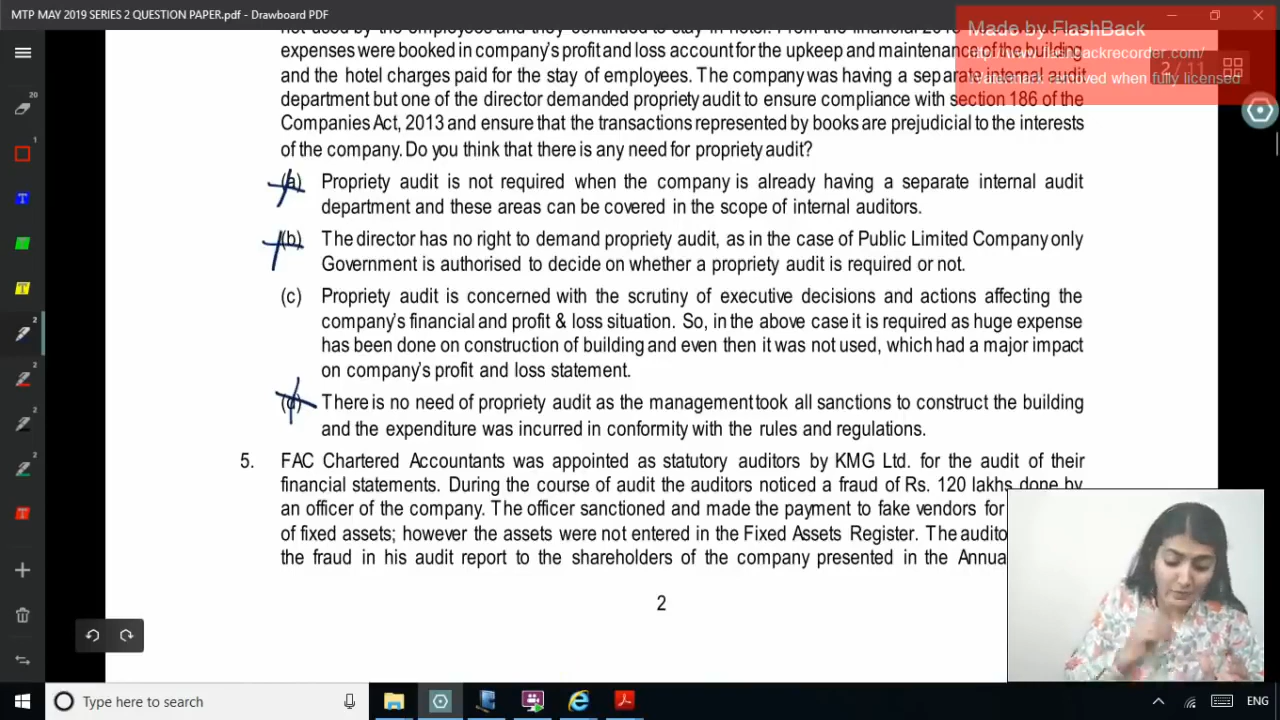 MTP MAY 2019 SERIES 2 QUESTION PAPER.pdf - Drawboard PDF
Made by FlashBack
expenses were booked in company's profit and loss account for the upkeep and maintenance of the building
and the hotel charges paid for the stay of employees. The company was having a separate internal audit
2 / 11
Watermark removed when fully licensed
department but one of the director demanded propriety audit to ensure compliance with section 186 of the
Companies Act, 2013 and ensure that the transactions represented by books are prejudicial to the interests
of the company. Do you think that there is any need for propriety audit?
(a) Propriety audit is not required when the company is already having a separate internal audit
department and these areas can be covered in the scope of internal auditors.
(b) The director has no right to demand propriety audit, as in the case of Public Limited Company only
Government is authorised to decide on whether a propriety audit is required or not.
(c) Propriety audit is concerned with the scrutiny of executive decisions and actions affecting the
company's financial and profit & loss situation. So, in the above case it is required as huge expense
has been done on construction of building and even then it was not used, which had a major impact
on company's profit and loss statement.
(d) There is no need of propriety audit as the management took all sanctions to construct the building
and the expenditure was incurred in conformity with the rules and regulations.
5. FAC Chartered Accountants was appointed as statutory auditors by KMG Ltd. for the audit of their
financial statements. During the course of audit the auditors noticed a fraud of Rs. 120 lakhs done by
an officer of the company. The officer sanctioned and made the payment to fake vendors for
of fixed assets; however the assets were not entered in the Fixed Assets Register. The
the fraud in his audit report to the shareholders of the company presented in the
2
20
1
T
T
2
2
2
2
T
Type here to search
ENG